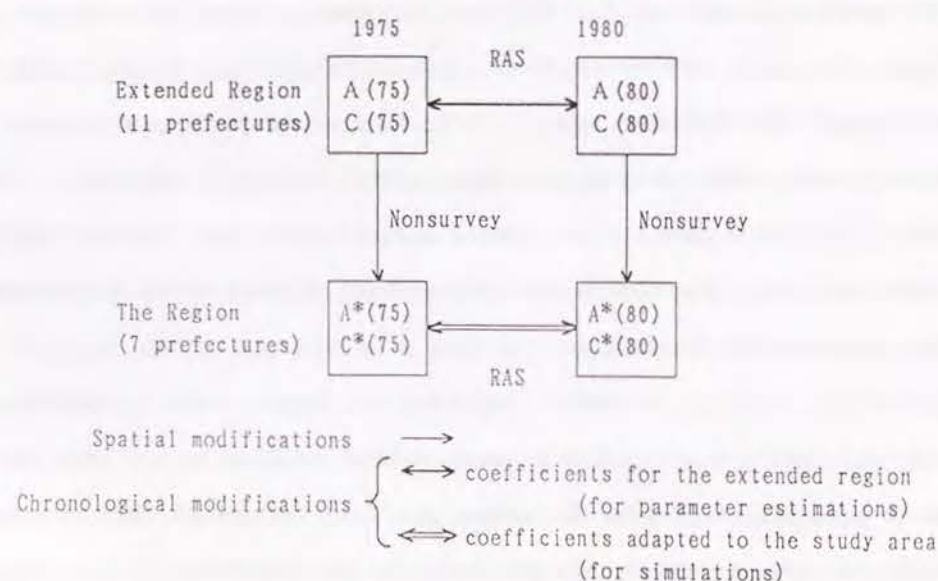 1975 1980
RAS
Extended Region
(11 prefectures)
A(75)
C(75)
A(80)
C(80)
Nonsurvey Nonsurvey
The Region
(7 prefectures)
A*(75)
C*(75)
A*(80)
C*(80)
RAS
Spatial modifications
Chronological modifications
coefficients for the extended region
(for parameter estimations)
coefficients adapted to the study area
(for simulations)